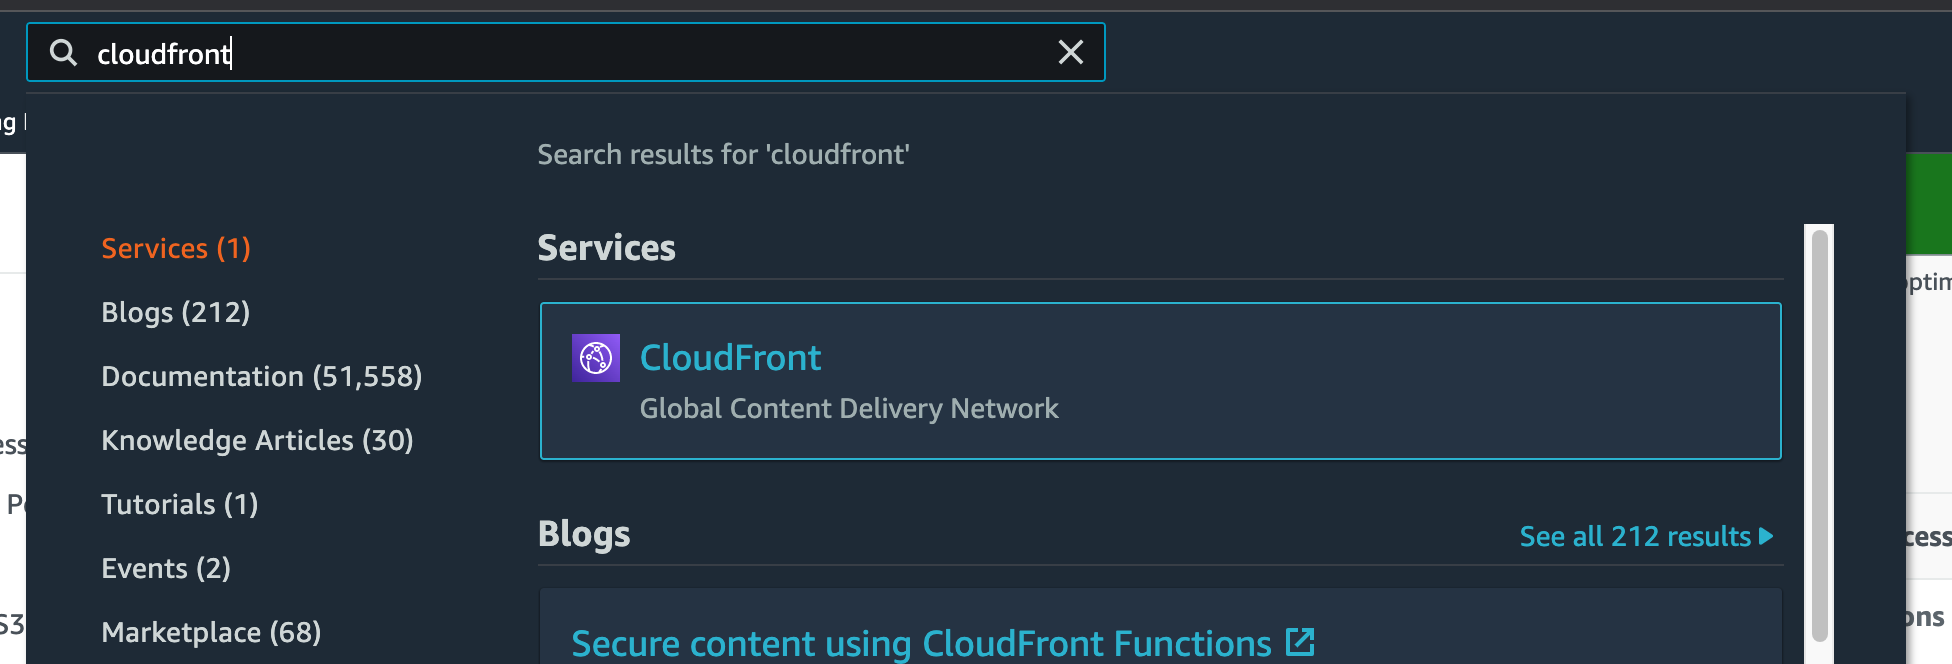 cloudfront
Search results for 'cloudfront'
Services (1)
Blogs (212)
Documentation (51,558)
Knowledge Articles (30)
Tutorials (1)
Events (2)
Marketplace (68)
Services
CloudFront
Global Content Delivery Network
Blogs
See all 212 results
Secure content using CloudFront Functions